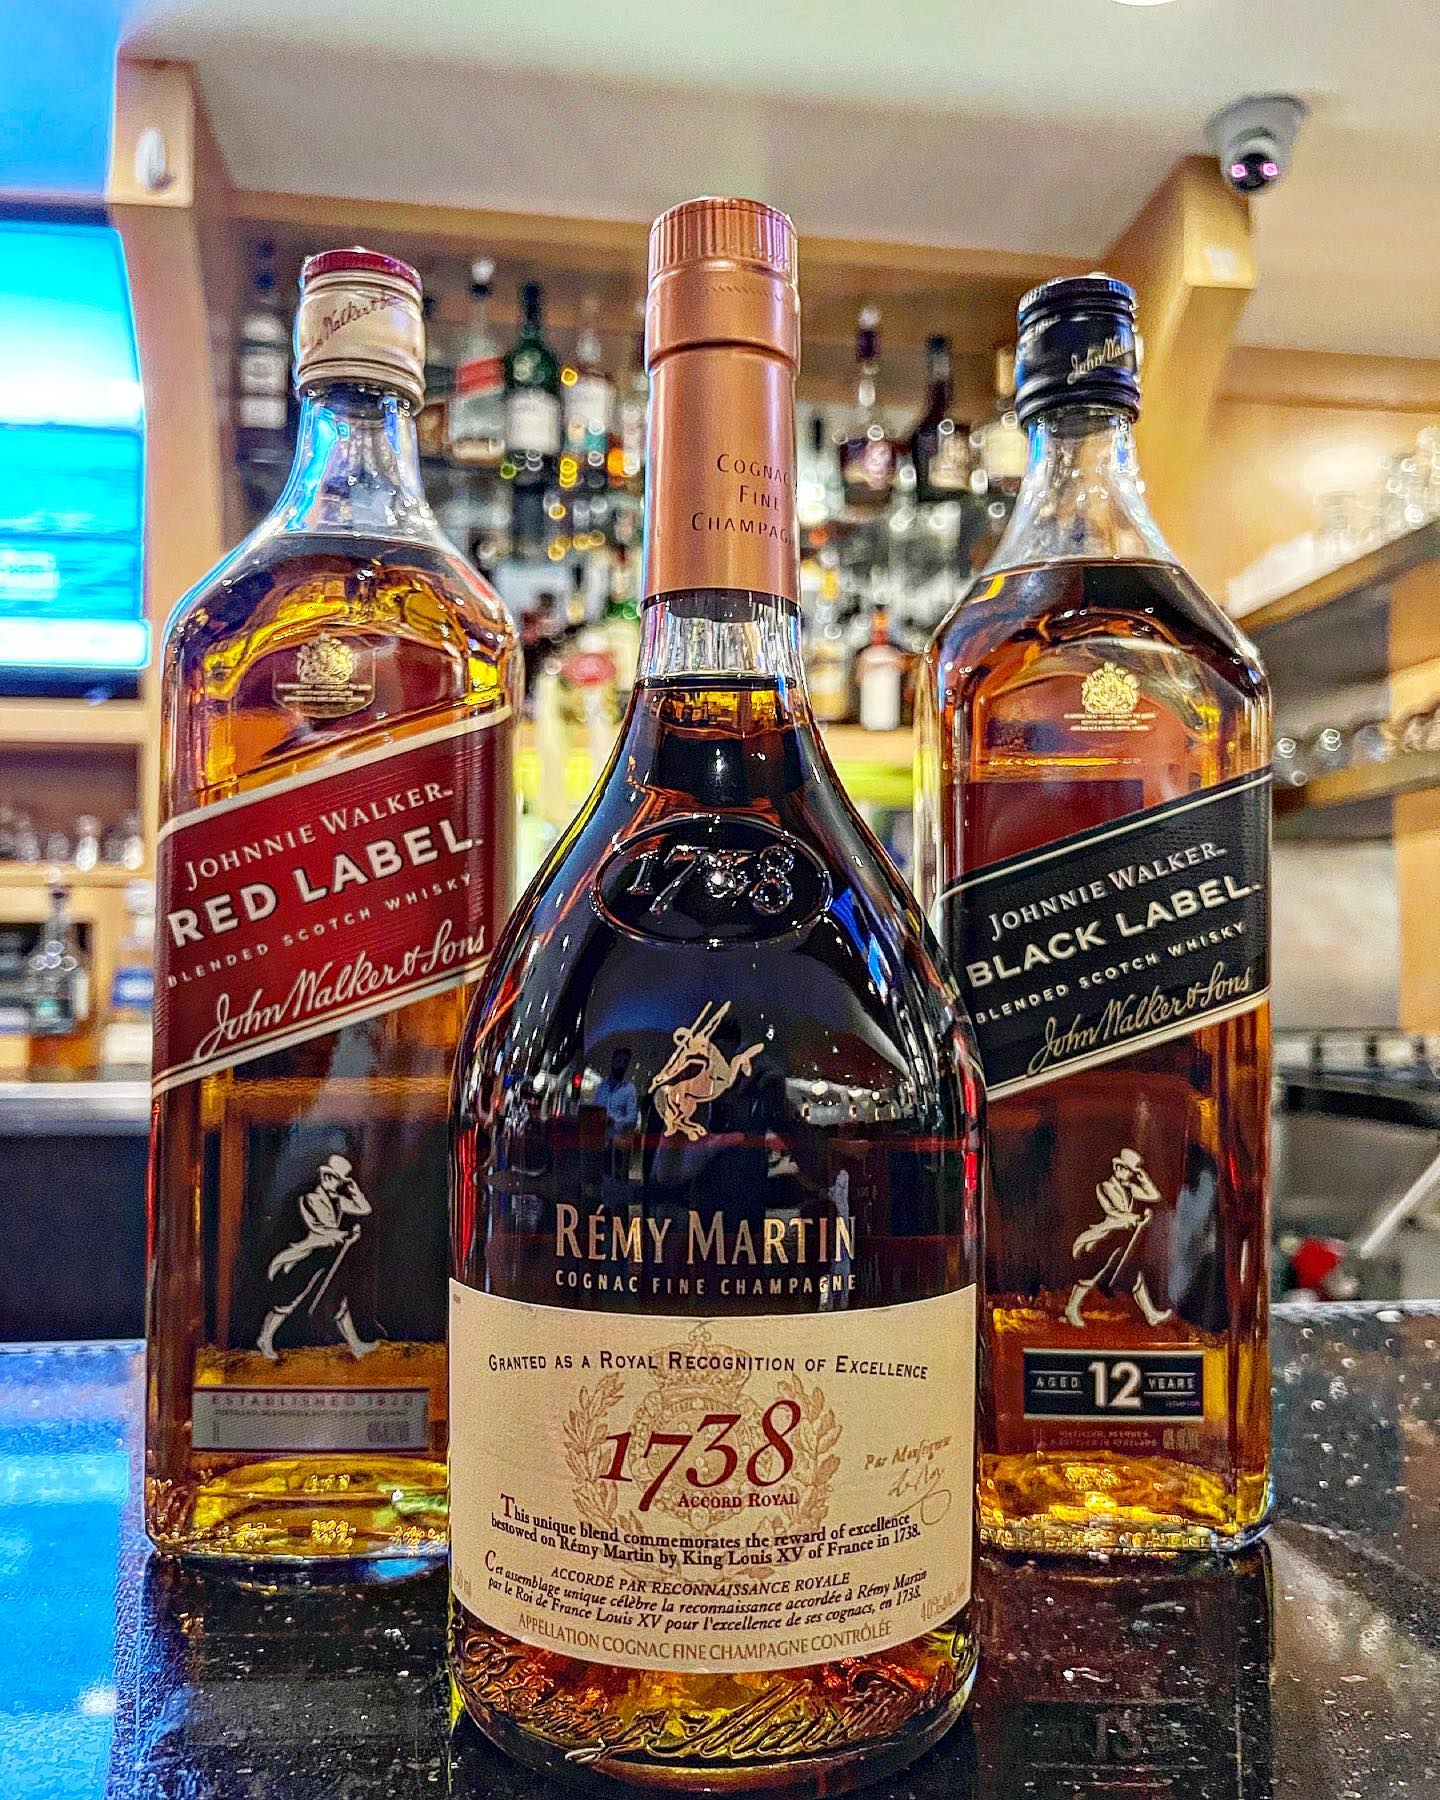 JOHNNIE WALKER
RED LABEL
BLENDED SCOTCH WHISKY
John Walker & Sons
ESTABLISHED 1820
COGNAC
FINE
1738
RÉMY MARTIN
COGNAC FINE CHAMPAGNE
GRANTED AS A ROYAL RECOGNITION OF EXCELLENCE
1738
ACCORD ROYAL
This unique blend commemorates the reward of excellence
bestowed on Rémy Martin by King Louis XV of France in 1738.
ACCORDÉ PAR RECONNAISSANCE ROYALE
Cet assemblage unique célèbre la reconnaissance accordée à Rémy Martin
par le Roi de France Louis XV pour l'excellence de ses cognacs, en 1738.
APPELLATION COGNAC FINE CHAMPAGNE CONTRÔLÉE
JOHNNIE WALKER
BLACK LABEL
BLENDED SCOTCH WHISKY
John Walker & Sons
AGED 12 YEARS